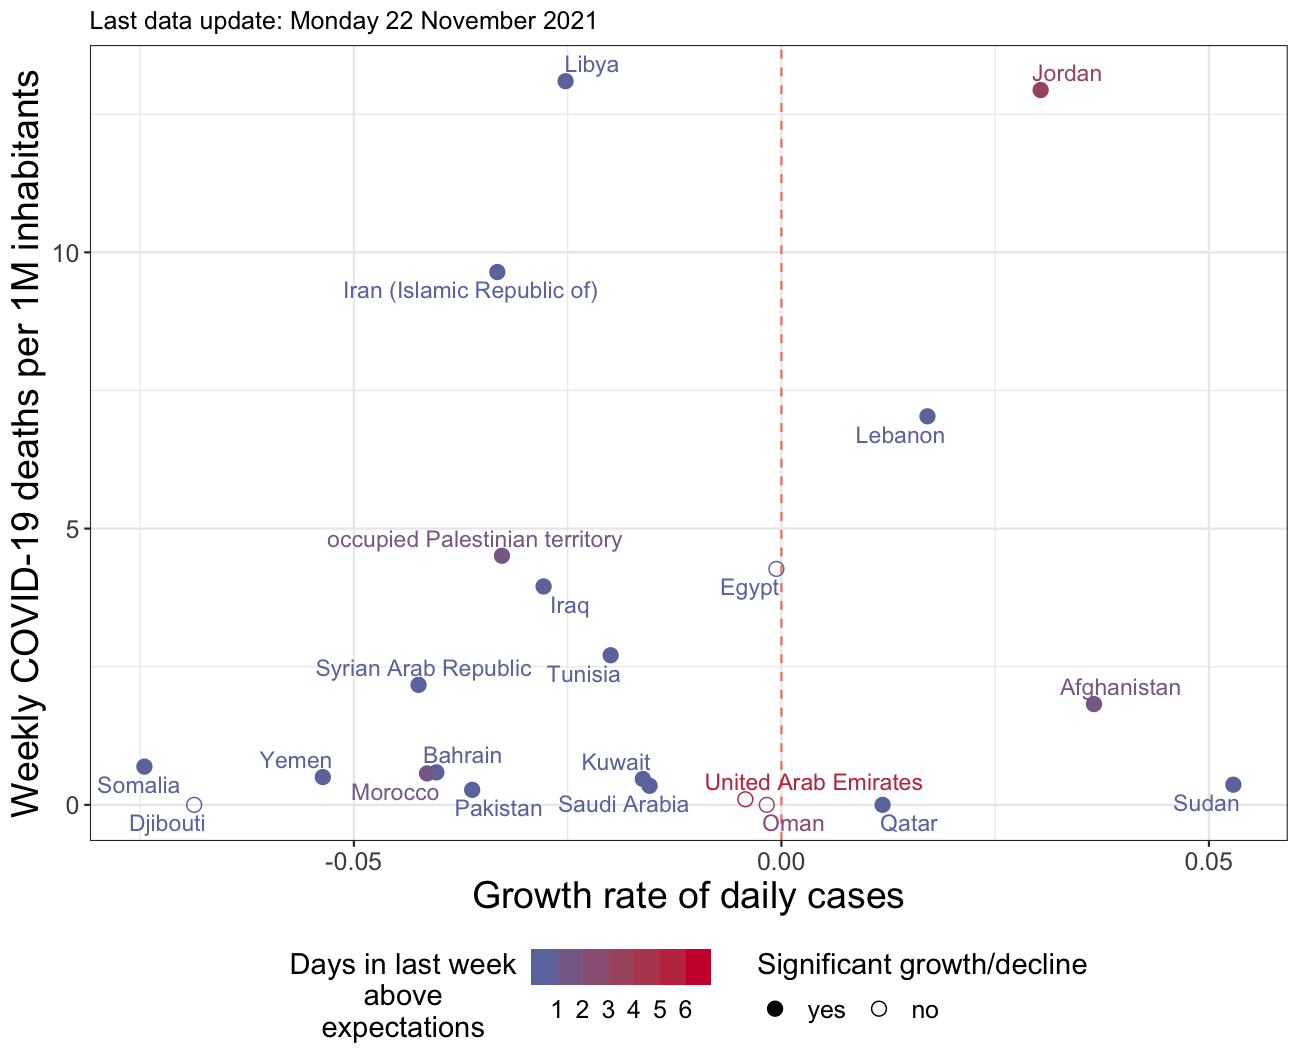 Last data update: Monday 22 November 2021
Weekly COVID-19 deaths per 1M inhabitants
10
5
0
Libya
Jordan
Iran (Islamic Republic of)
Lebanon
occupied Palestinian territory
Egypt
Iraq
Syrian Arab Republic
Tunisia
Afghanistan
Yemen
Bahrain
Kuwait
Somalia
Morocco
United Arab Emirates
Pakistan
Saudi Arabia
Sudan
Djibouti
Oman
Qatar
-0.05
0.00
0.05
Growth rate of daily cases
Days in last week
above
expectations
1 2 3 4 5 6
Significant growth/decline
yes
no